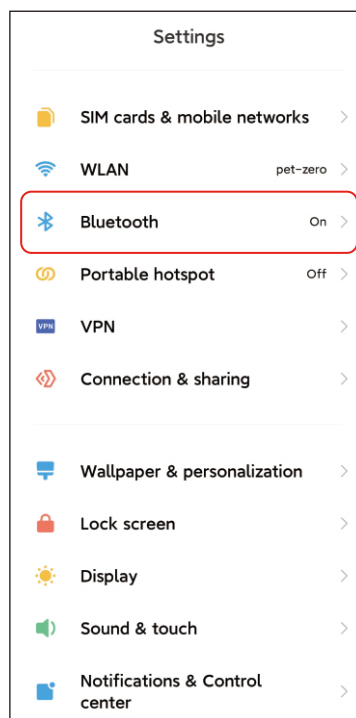 Settings
SIM cards & mobile networks
WLAN pet-zero
Bluetooth On
Portable hotspot Off
VPN VPN
Connection & sharing
Wallpaper & personalization
Lock screen
Display
Sound & touch
Notifications & Control
center